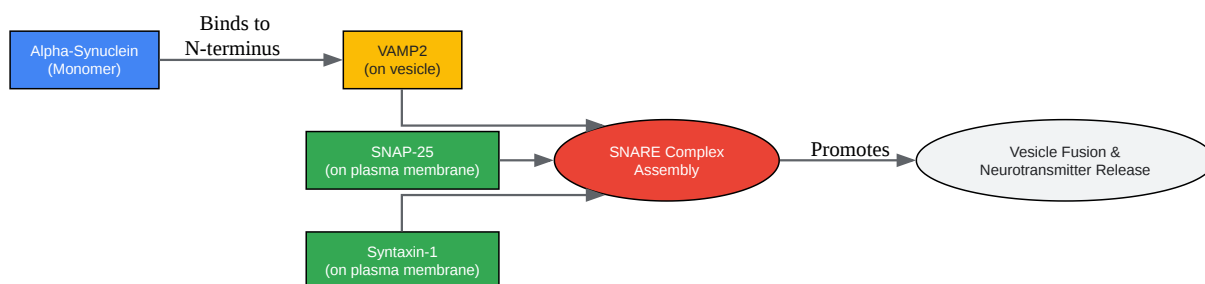 Alpha-Synuclein
(Monomer)
Binds to
N-terminus
VAMP2
(on vesicle)
SNAP-25
(on plasma membrane)
Syntaxin-1
(on plasma membrane)
SNARE Complex
Assembly
Promotes
Vesicle Fusion &
Neurotransmitter Release